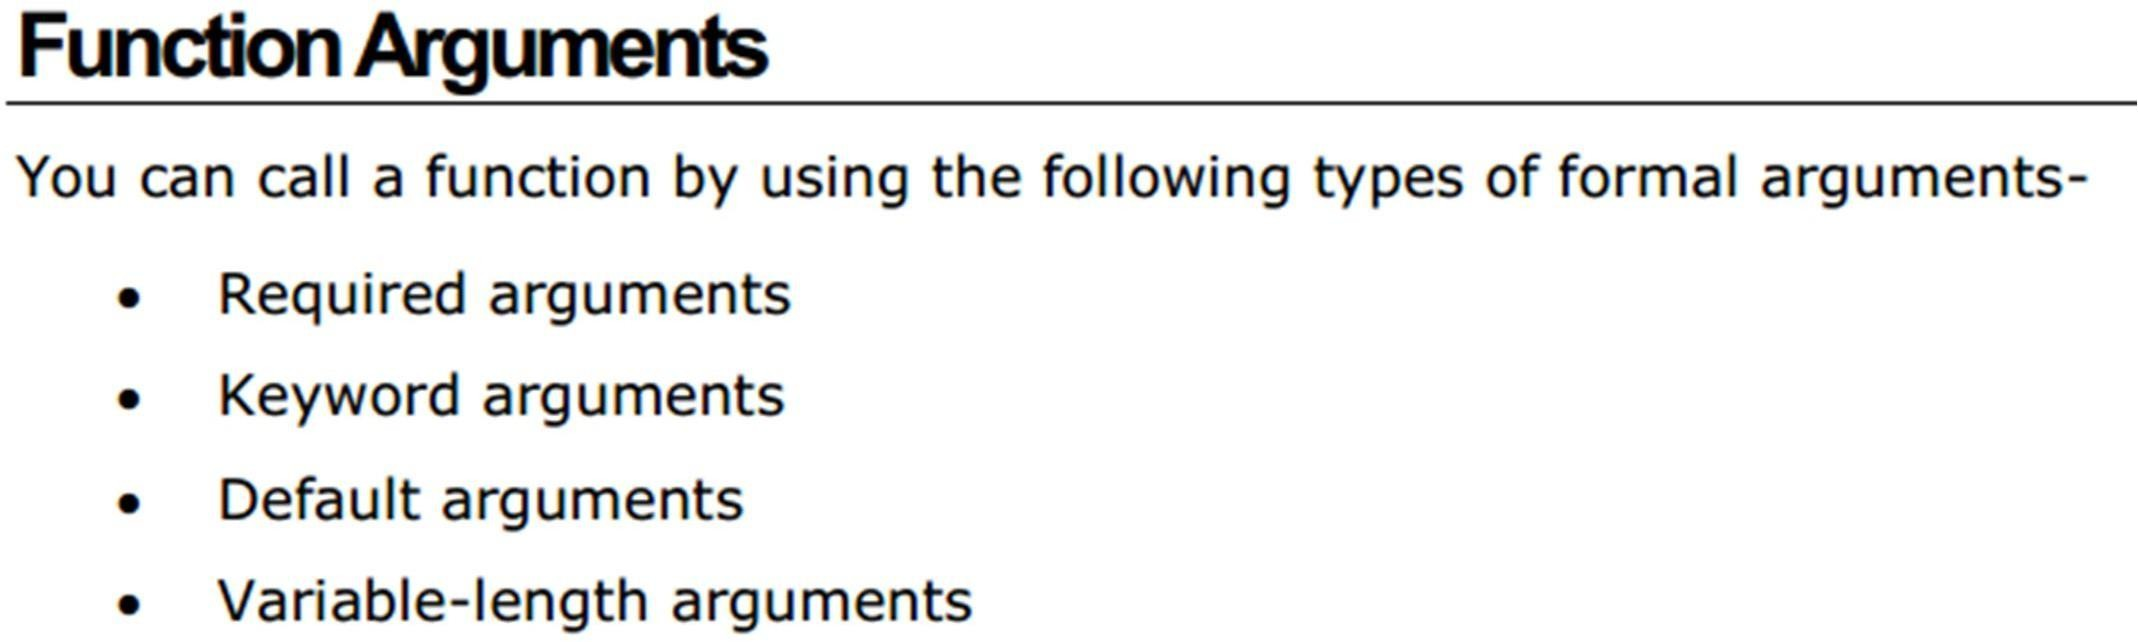 Function Arguments
You can call a function by using the following types of formal arguments-
• Required arguments
• Keyword arguments
• Default arguments
• Variable-length arguments